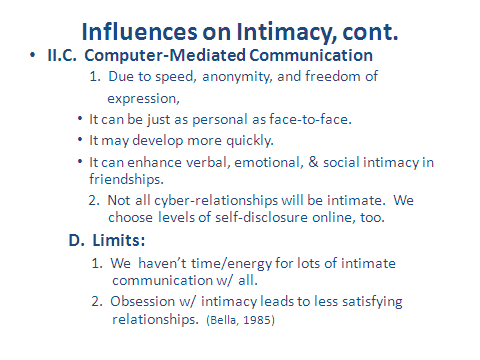 Influences on Intimacy, cont.
• II.C. Computer-Mediated Communication
1. Due to speed, anonymity, and freedom of
expression,
• It can be just as personal as face-to-face.
• It may develop more quickly.
• It can enhance verbal, emotional, & social intimacy in
friendships.
2. Not all cyber-relationships will be intimate. We
choose levels of self-disclosure online, too.
D. Limits:
1. We haven't time/energy for lots of intimate
communication w/ all.
2. Obsession w/ intimacy leads to less satisfying
relationships. (Bella, 1985)